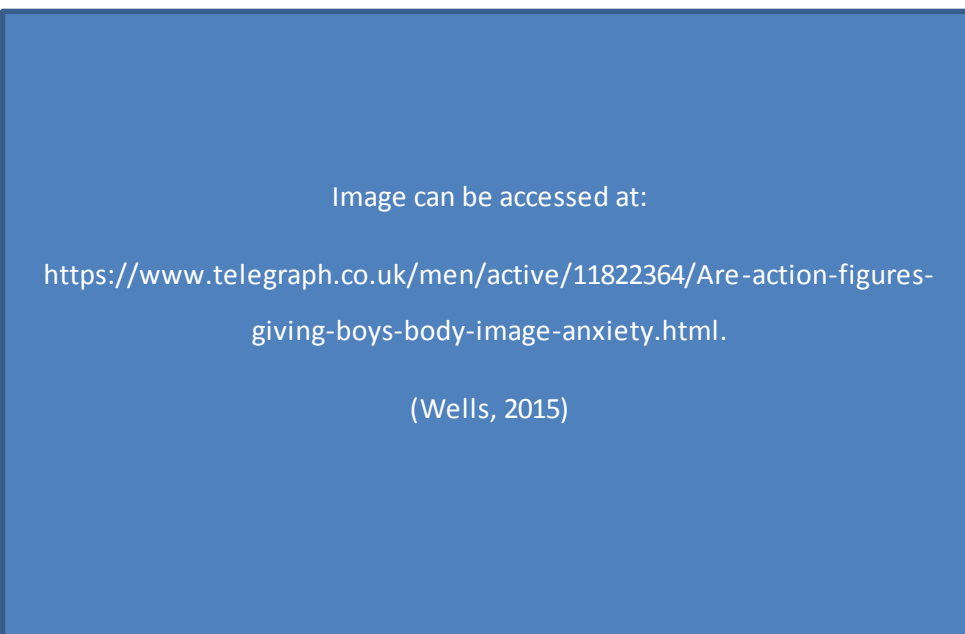 Image can be accessed at:
https://www.telegraph.co.uk/men/active/11822364/Are-action-figures-
giving-boys-body-image-anxiety.html.
(Wells, 2015)